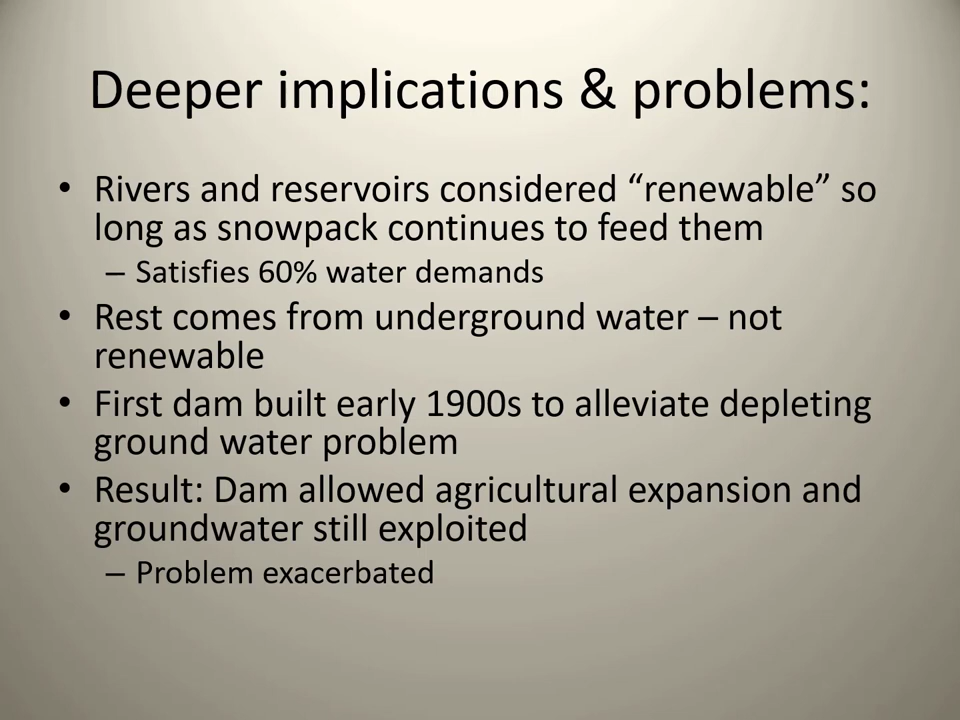 Deeper implications & problems:
• Rivers and reservoirs considered “renewable” so
long as snowpack continues to feed them
– Satisfies 60% water demands
• Rest comes from underground water – not
renewable
• First dam built early 1900s to alleviate depleting
ground water problem
• Result: Dam allowed agricultural expansion and
groundwater still exploited
– Problem exacerbated